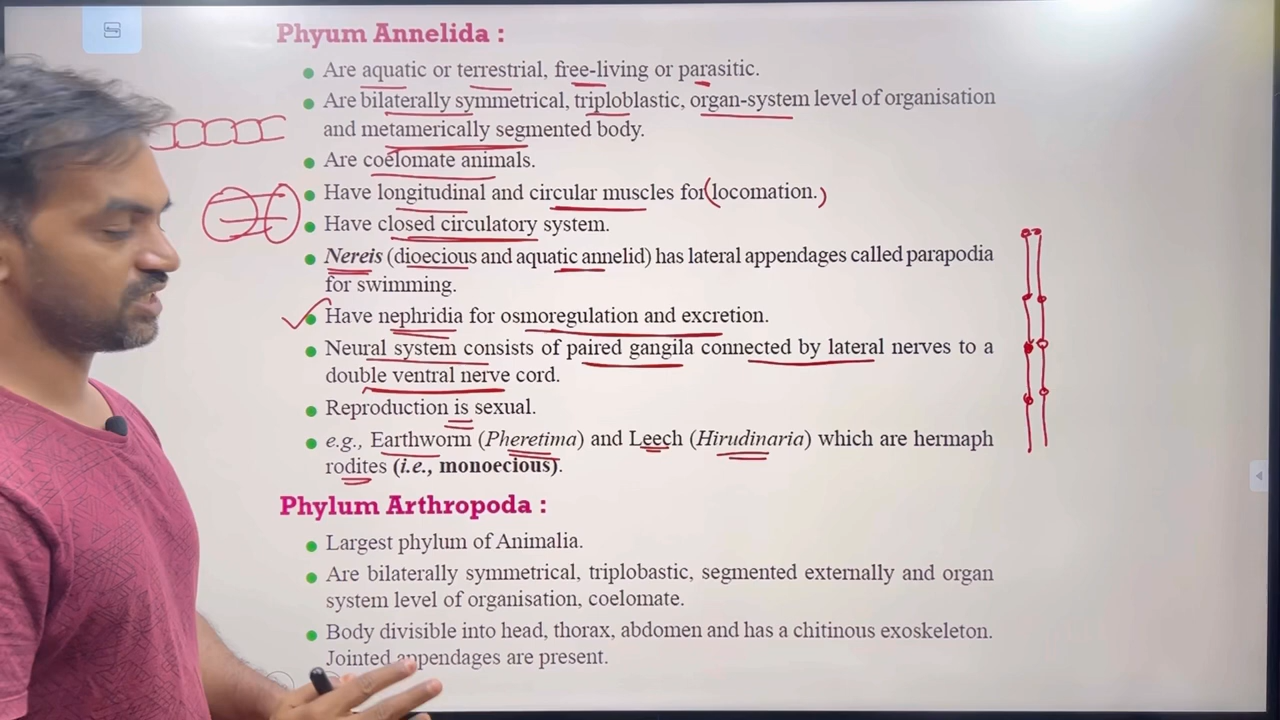 Phyum Annelida :
Are aquatic or terrestrial, free-living or parasitic.
Are bilaterally symmetrical, triploblastic, organ-system level of organisation
and metamerically segmented body.
Are coelomate animals.
Have longitudinal and circular muscles for (locomation.)
Have closed circulatory system.
Nereis (dioecious and aquatic annelid) has lateral appendages called parapodia
for swimming.
Have nephridia for osmoregulation and excretion.
Neural system consists of paired gangila connected by lateral nerves to a
double ventral nerve cord.
Reproduction is sexual.
e.g., Earthworm (Pheretima) and Leech (Hirudinaria) which are hermaph
rodites (i.e., monoecious).
Phylum Arthropoda :
Largest phylum of Animalia.
Are bilaterally symmetrical, triplobastic, segmented externally and organ
system level of organisation, coelomate.
Body divisible into head, thorax, abdomen and has a chitinous exoskeleton.
Jointed appendages are present.